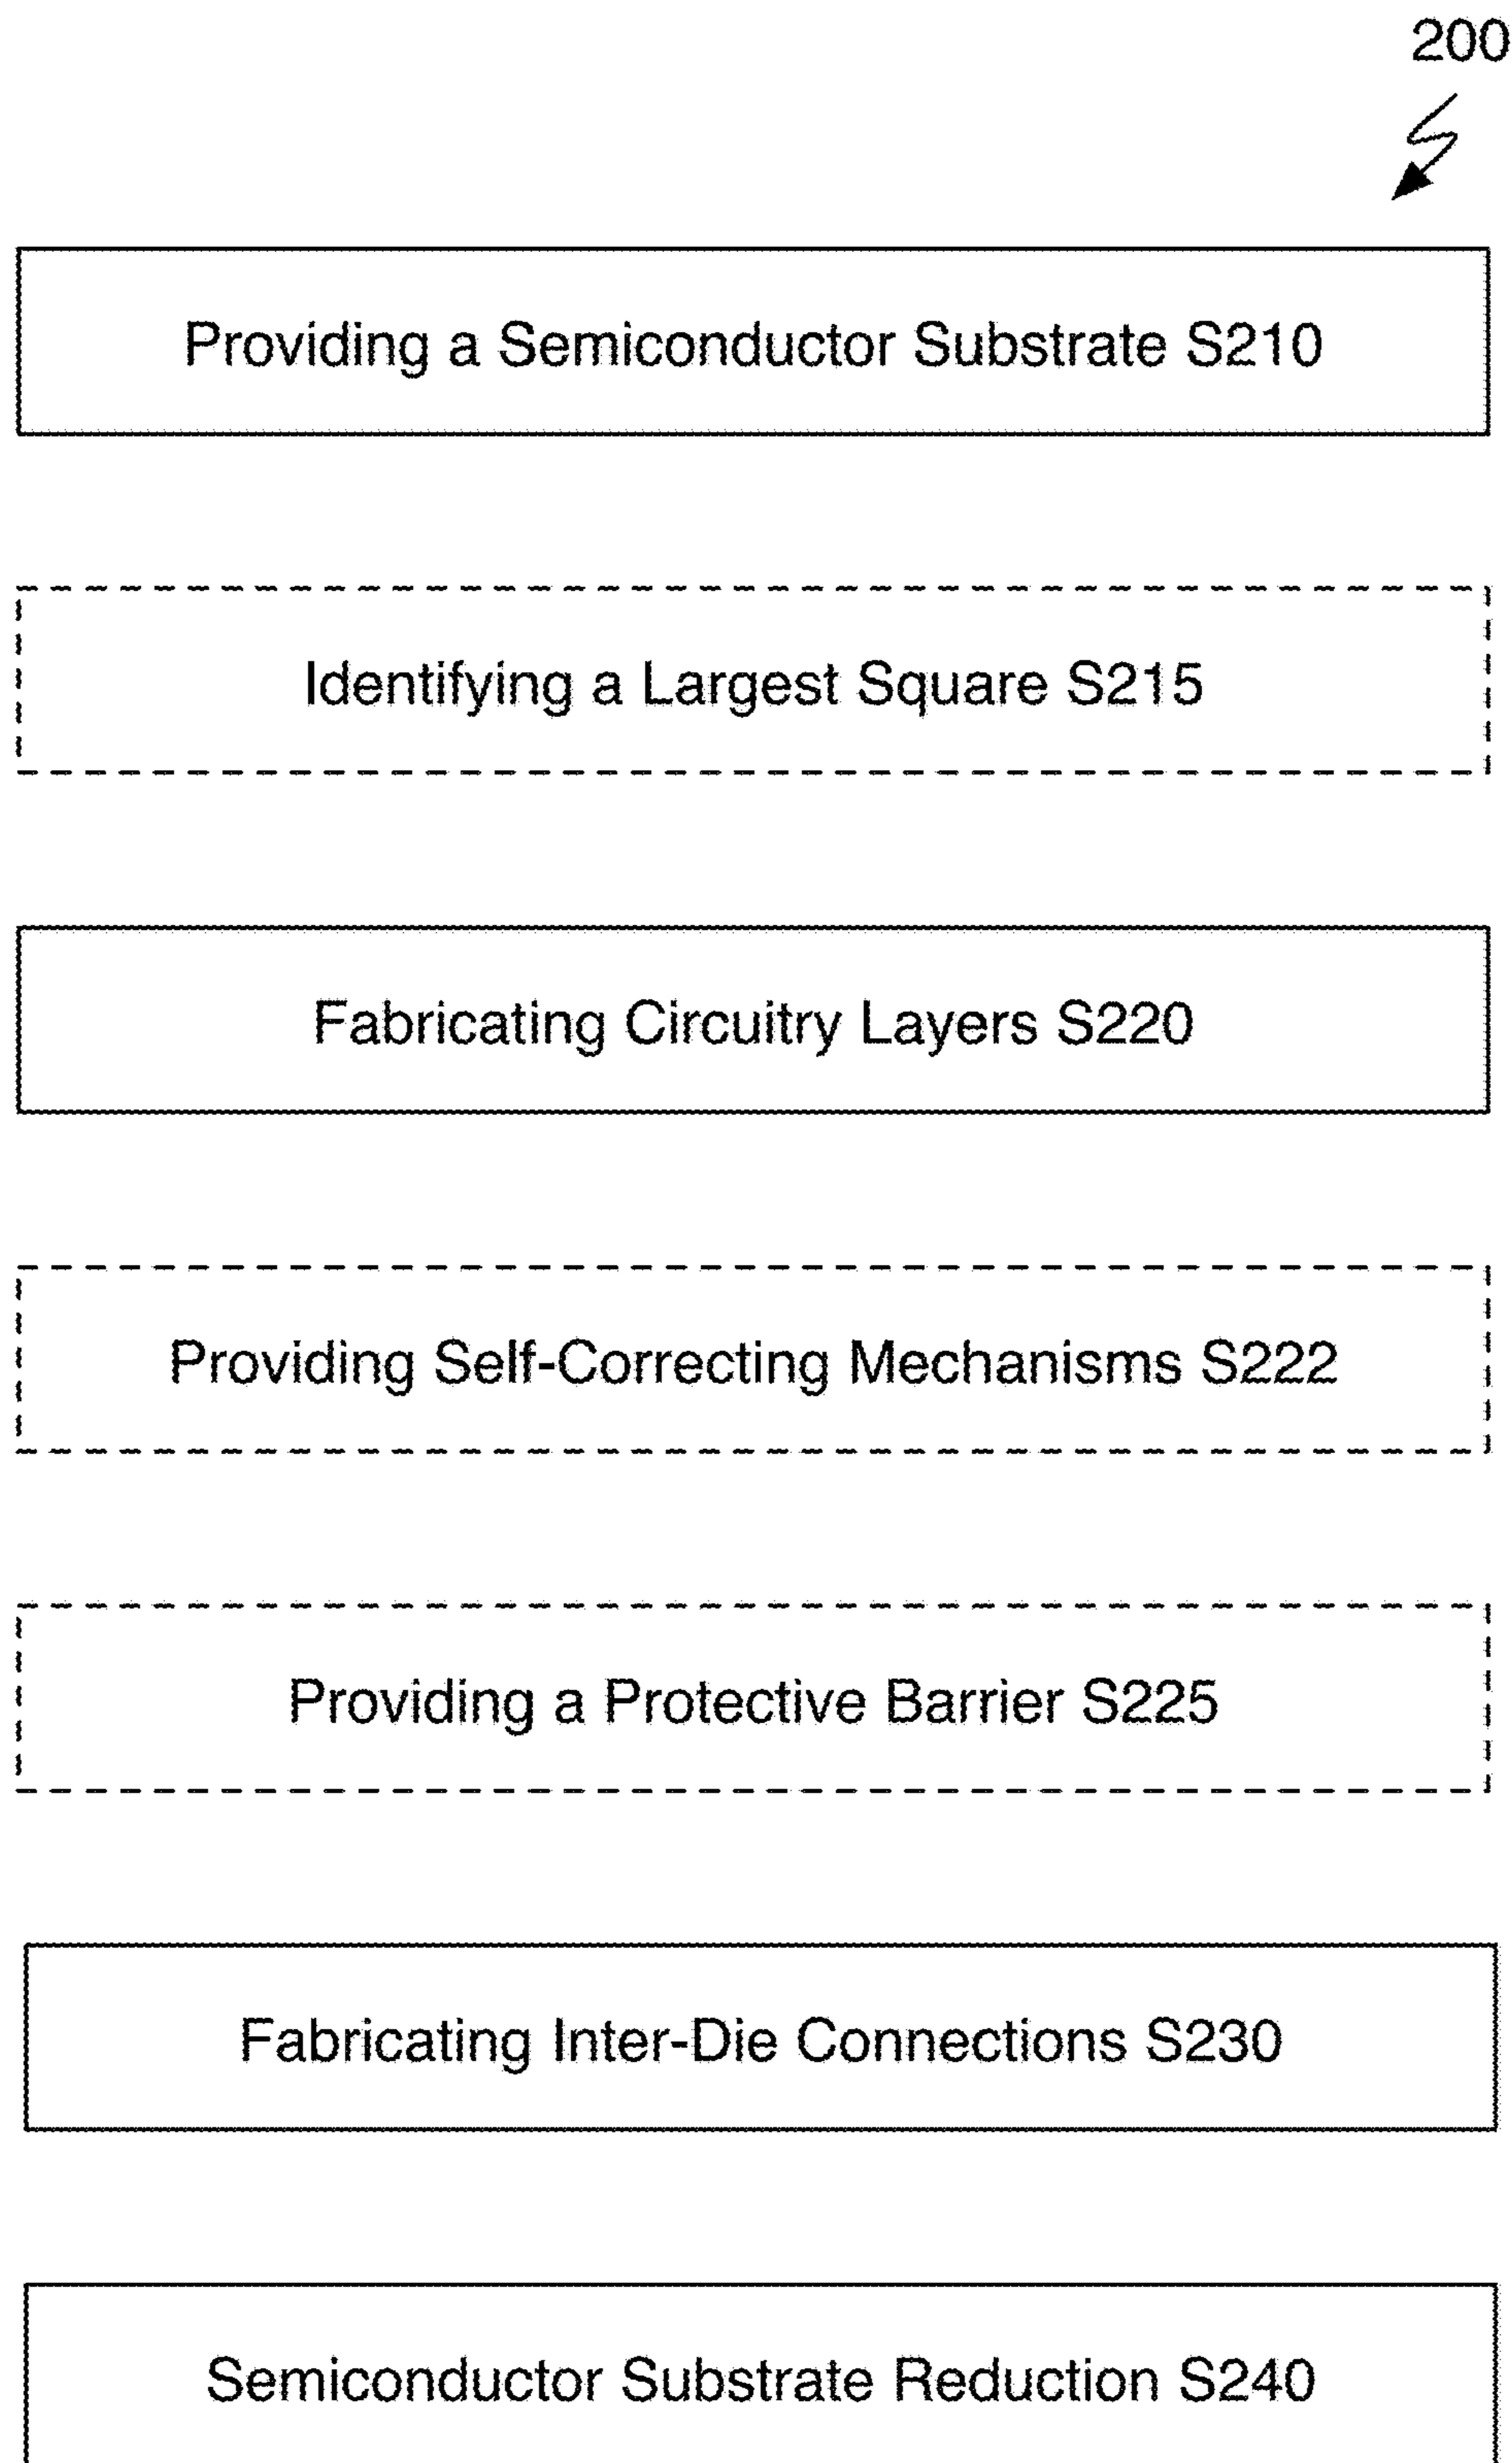 200
Providing a Semiconductor Substrate S210
Identifying a Largest Square S215
Fabricating Circuitry Layers S220
Providing Self-Correcting Mechanisms S222
Providing a Protective Barrier S225
Fabricating Inter-Die Connections S230
Semiconductor Substrate Reduction S240